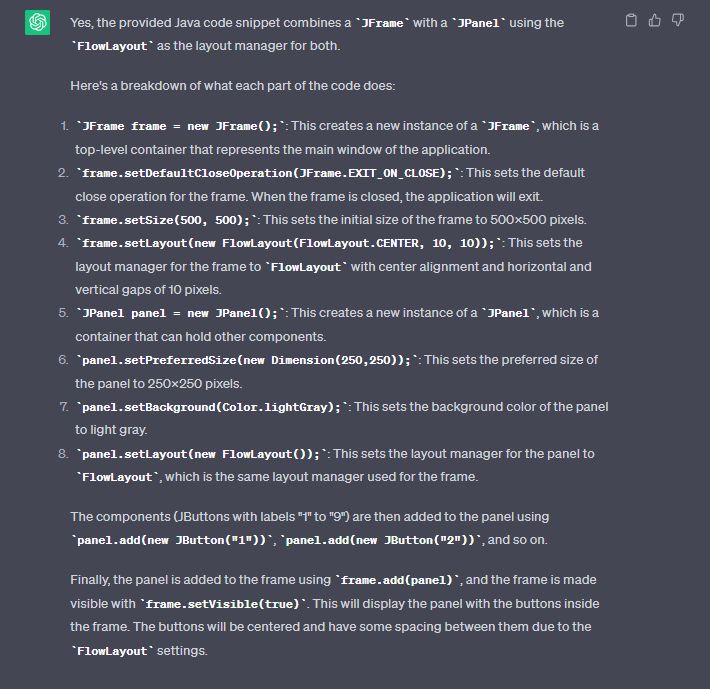 Yes, the provided Java code snippet combines a `JFrame` with a `JPanel` using the
`FlowLayout` as the layout manager for both.
Here's a breakdown of what each part of the code does:
1. `JFrame frame = new JFrame();`: This creates a new instance of a `JFrame`, which is a
top-level container that represents the main window of the application.
2. `frame.setDefaultCloseOperation(JFrame.EXIT_ON_CLOSE);`: This sets the default
close operation for the frame. When the frame is closed, the application will exit.
3. `frame.setSize(500, 500);`: This sets the initial size of the frame to 500×500 pixels.
4. `frame.setLayout(new FlowLayout(FlowLayout.CENTER, 10, 10));`: This sets the
layout manager for the frame to `FlowLayout` with center alignment and horizontal and
vertical gaps of 10 pixels.
5. `JPanel panel = new JPanel();`: This creates a new instance of a `JPanel`, which is a
container that can hold other components.
6. `panel.setPreferredSize(new Dimension(250,250));`: This sets the preferred size of
the panel to 250×250 pixels.
7. `panel.setBackground(Color.lightGray);`: This sets the background color of the panel
to light gray.
8. `panel.setLayout(new FlowLayout());`: This sets the layout manager for the panel to
`FlowLayout`, which is the same layout manager used for the frame.
The components (JButtons with labels "1" to "9") are then added to the panel using
`panel.add(new JButton("1"))`, `panel.add(new JButton("2"))`, and so on.
Finally, the panel is added to the frame using `frame.add(panel)`, and the frame is made
visible with `frame.setVisible(true)`. This will display the panel with the buttons inside
the frame. The buttons will be centered and have some spacing between them due to the
`FlowLayout` settings.